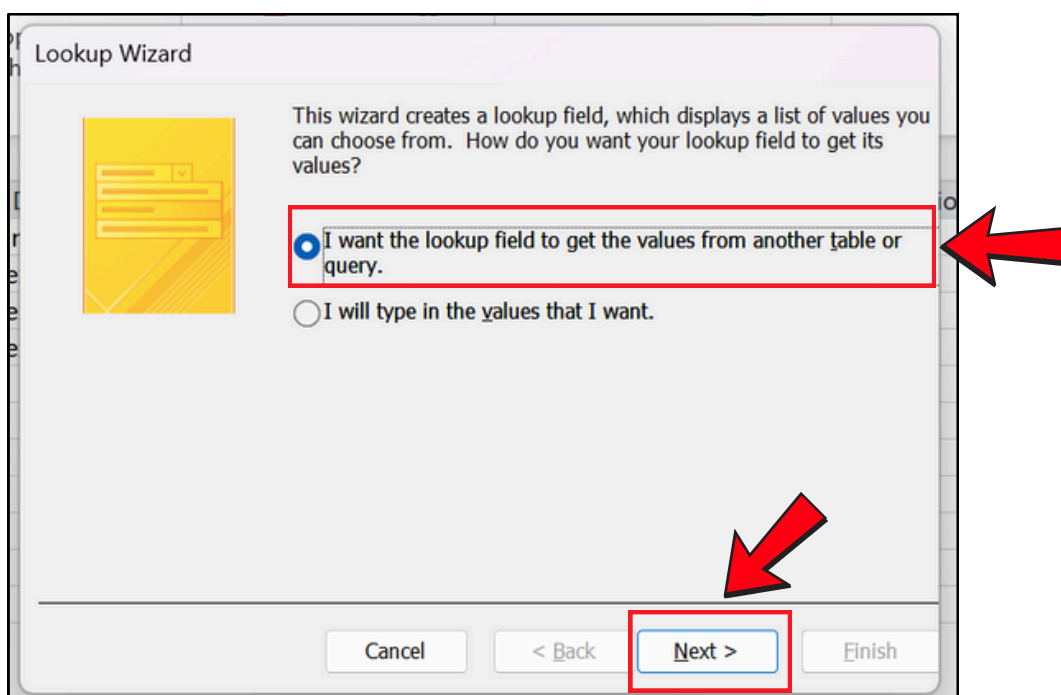 Lookup Wizard
This wizard creates a lookup field, which displays a list of values you
can choose from. How do you want your lookup field to get its
values?
I want the lookup field to get the values from another table or
query.
I will type in the values that I want.
Cancel
< Back
Next >
Finish